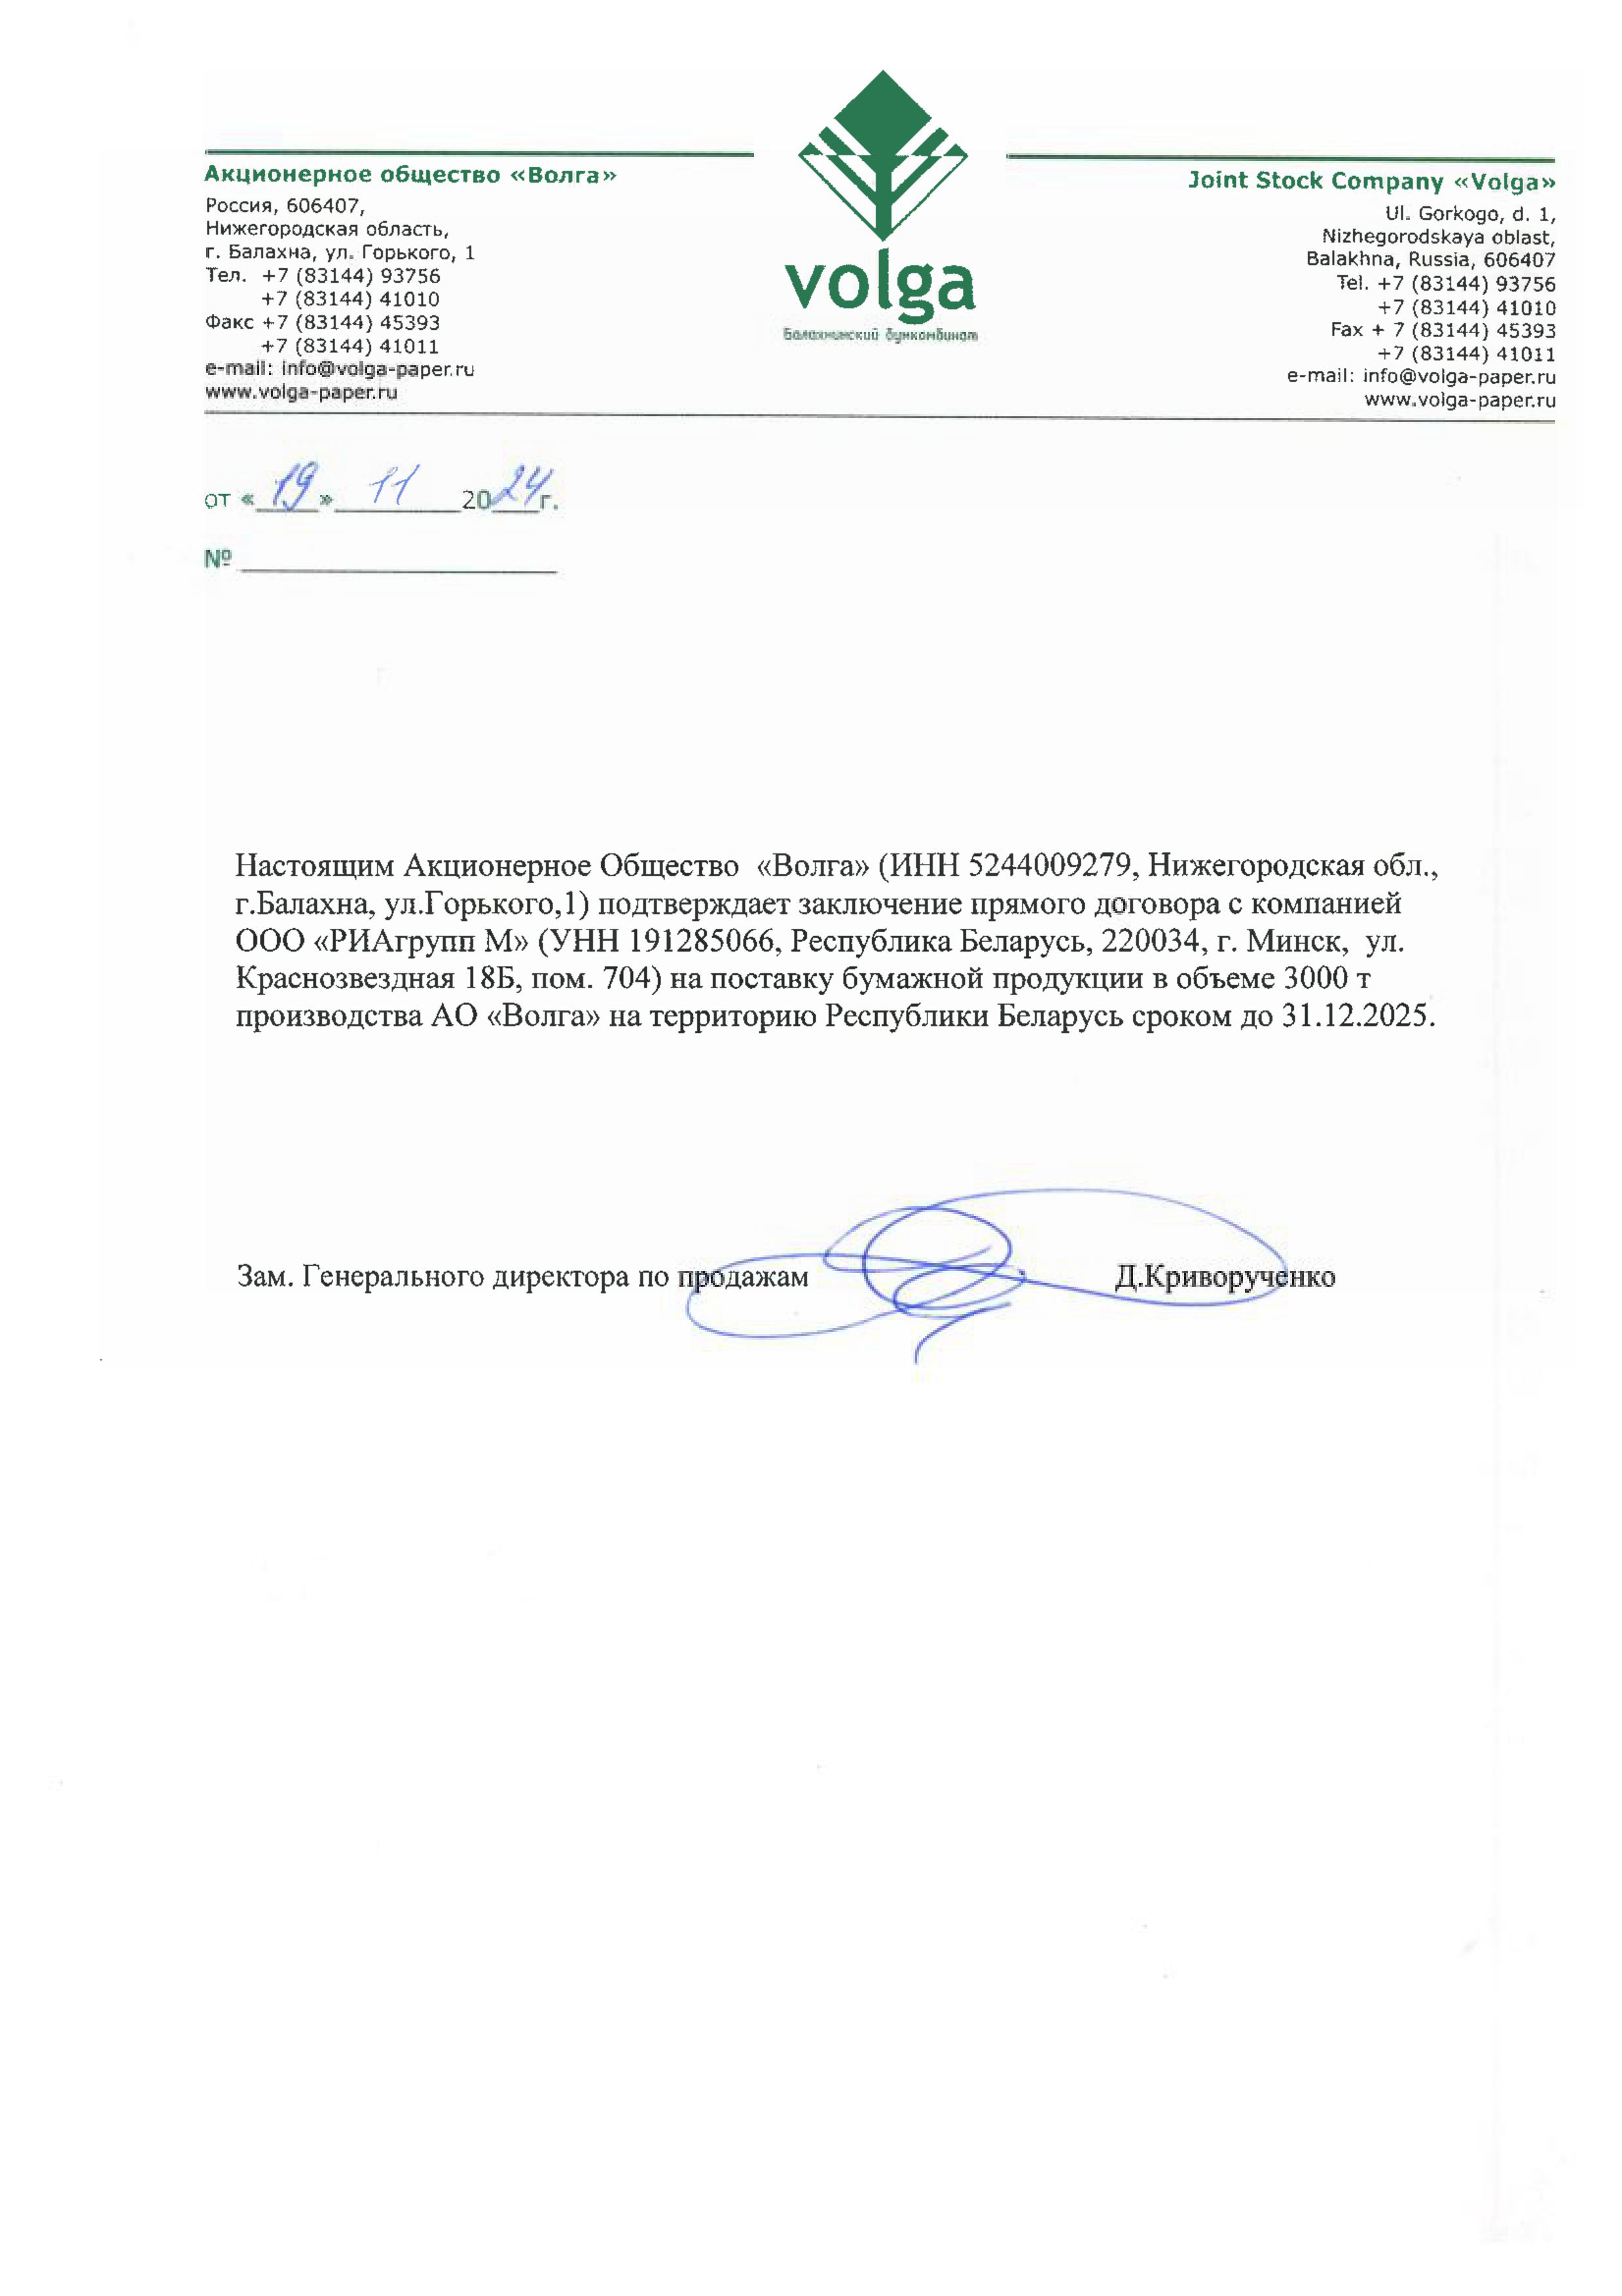 Акционерное общество «Волга»
Россия, 606407,
Нижегородская область,
г. Балахна, ул. Горького, 1
Тел. +7 (83144) 93756
+7 (83144) 41010
Факс +7 (83144) 45393
+7 (83144) 41011
e-mail: info@volga-paper.ru
www.volga-paper.ru
volga
Балахнинский бумкомбинат
Joint Stock Company «Volga»
Ul. Gorkogo, d. 1,
Nizhegorodskaya oblast,
Balakhna, Russia, 606407
Tel. +7 (83144) 93756
+7 (83144) 41010
Fax + 7 (83144) 45393
+7 (83144) 41011
e-mail: info@volga-paper.ru
www.volga-paper.ru
от «19» 11 2024г.
№
Настоящим Акционерное Общество «Волга» (ИНН 5244009279, Нижегородская обл.,
г.Балахна, ул.Горького,1) подтверждает заключение прямого договора с компанией
ООО «РИАгрупп М» (УНН 191285066, Республика Беларусь, 220034, г. Минск, ул.
Краснозвездная 18Б, пом. 704) на поставку бумажной продукции в объеме 3000 т
производства АО «Волга» на территорию Республики Беларусь сроком до 31.12.2025.
Зам. Генерального директора по продажам Д.Криворученко